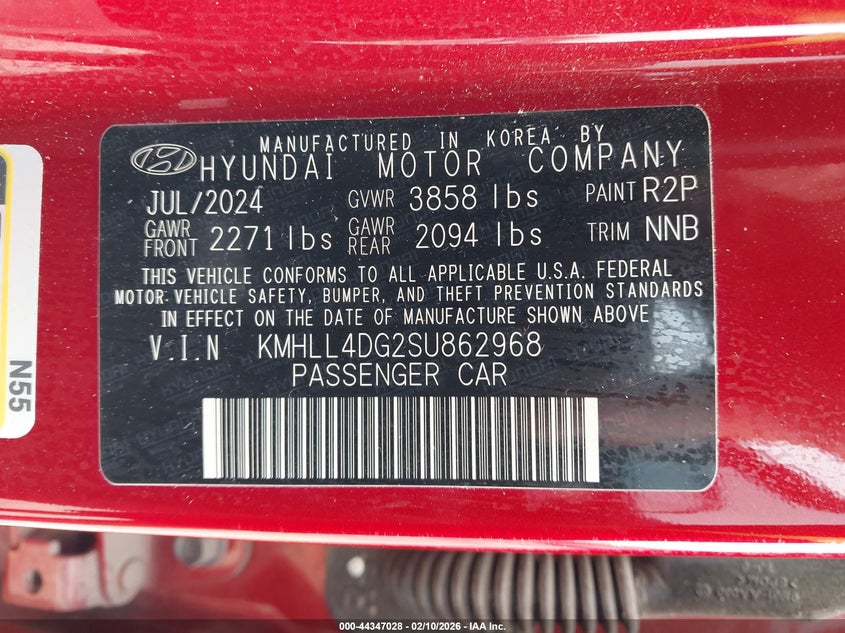 MANUFACTURED IN KOREA BY
HYUNDAI MOTOR COMPANY
JUL/2024 GVWR 3858 lbs PAINT R2P
GAWR FRONT 2271 lbs GAWR REAR 2094 lbs TRIM NNB
THIS VEHICLE CONFORMS TO ALL APPLICABLE U.S.A. FEDERAL
MOTOR-VEHICLE SAFETY, BUMPER, AND THEFT PREVENTION STANDARDS
IN EFFECT ON THE DATE OF MANUFACTURE SHOWN ABOVE
V.I.N KMHLL4DG2SU862968
PASSENGER CAR
N55
000-44347028 - 02/10/2026 - IAA Inc.